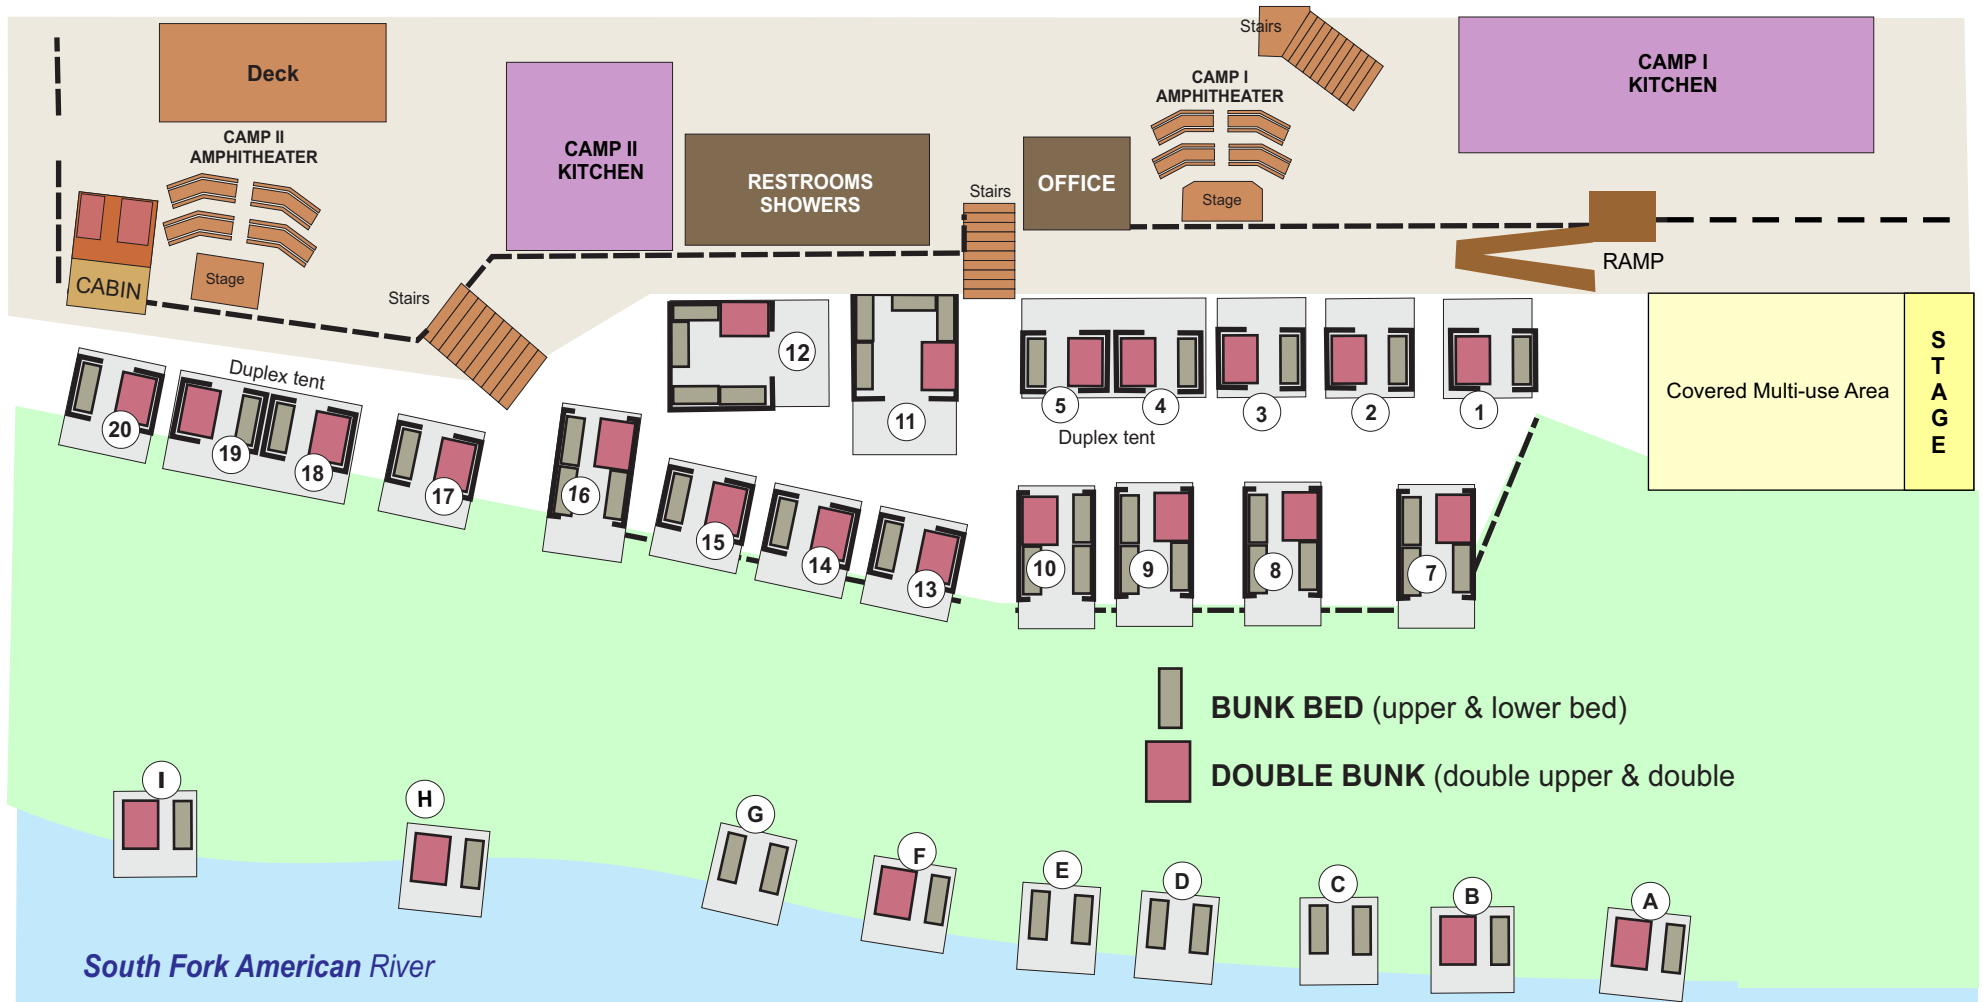 Deck
CAMP II
AMPHITHEATER
Stage
CABIN
Stairs
CAMP II
KITCHEN
RESTROOMS
SHOWERS
Stairs
OFFICE
CAMP I
AMPHITHEATER
Stage
Stairs
CAMP I
KITCHEN
RAMP
Covered Multi-use Area
S
T
A
G
E
12
11
5
4
3
2
1
Duplex tent
Duplex tent
20
19
18
17
16
15
14
13
10
9
8
7
BUNK BED (upper & lower bed)
DOUBLE BUNK (double upper & double
I
H
G
F
E
D
C
B
A
South Fork American River